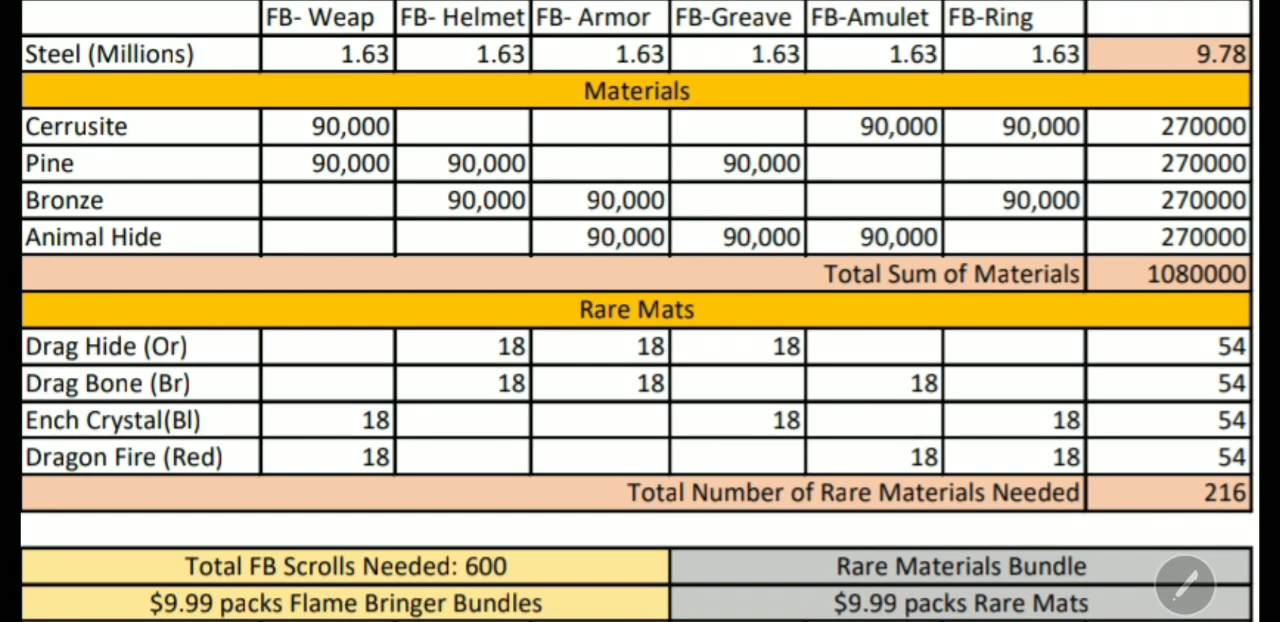 FB- Weap FB- Helmet FB- Armor FB-Greave FB-Amulet FB-Ring
Steel (Millions) 1.63 1.63 1.63 1.63 1.63 1.63 9.78
Materials
Cerrusite 90,000 90,000 90,000 270000
Pine 90,000 90,000 90,000 270000
Bronze 90,000 90,000 90,000 270000
Animal Hide 90,000 90,000 90,000 270000
Total Sum of Materials 1080000
Rare Mats
Drag Hide (Or) 18 18 18 54
Drag Bone (Br) 18 18 18 54
Ench Crystal(Bl) 18 18 18 54
Dragon Fire (Red) 18 18 18 54
Total Number of Rare Materials Needed 216
Total FB Scrolls Needed: 600 Rare Materials Bundle
$9.99 packs Flame Bringer Bundles $9.99 packs Rare Mats